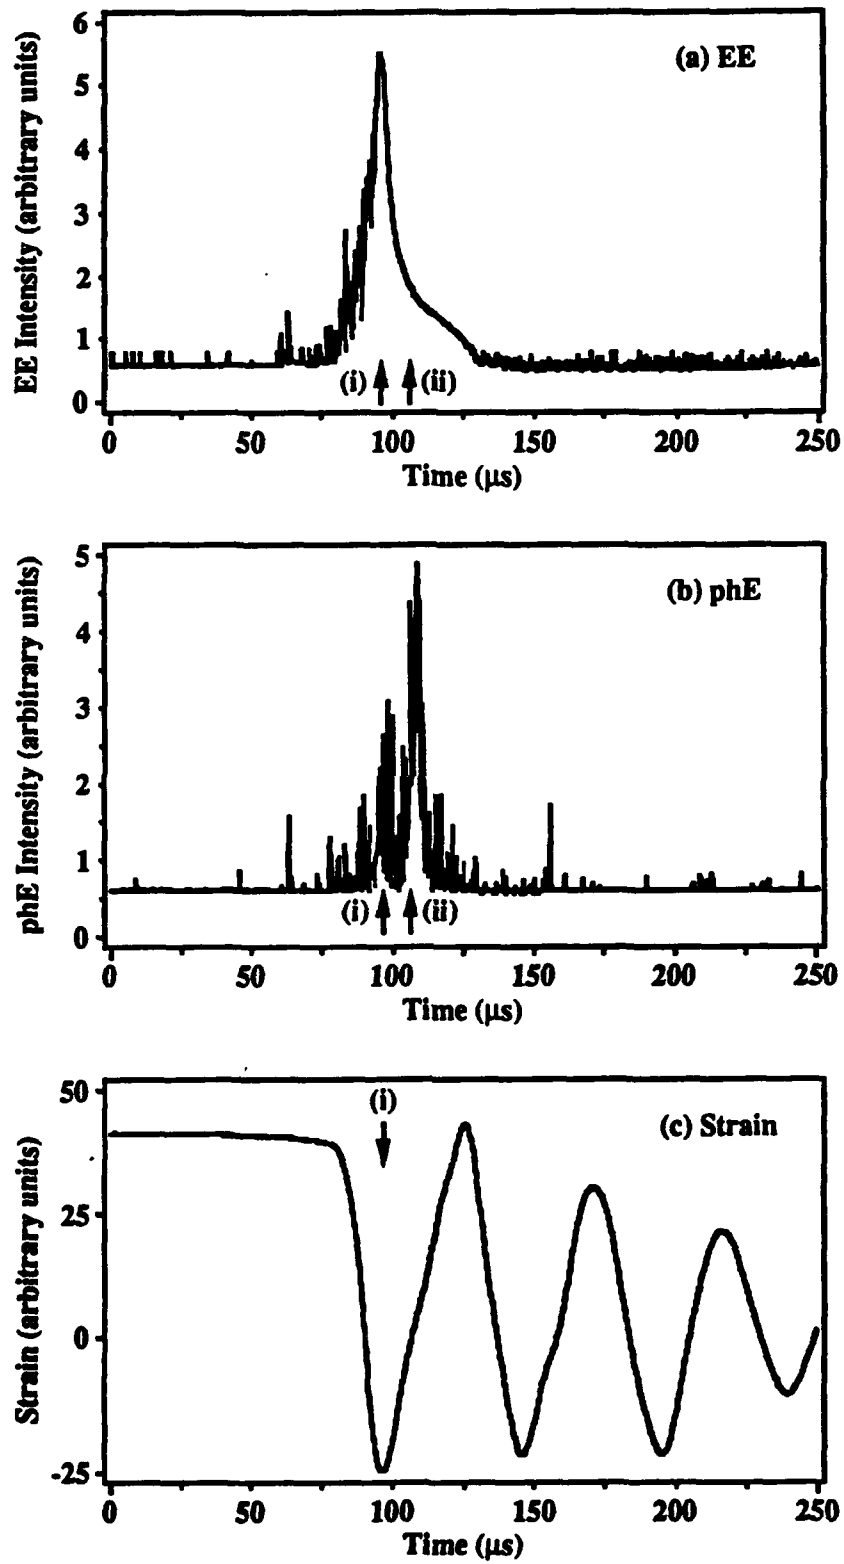 6
5
4
3
2
1
0
EE Intensity (arbitrary units)
(a) EE
(i)
(ii)
0 50 100 150 200 250
Time (µs)
5
4
3
2
1
0
phE Intensity (arbitrary units)
(b) phE
(i)
(ii)
0 50 100 150 200 250
Time (µs)
50
25
0
-25
Strain (arbitrary units)
(i)
(c) Strain
0 50 100 150 200 250
Time (µs)